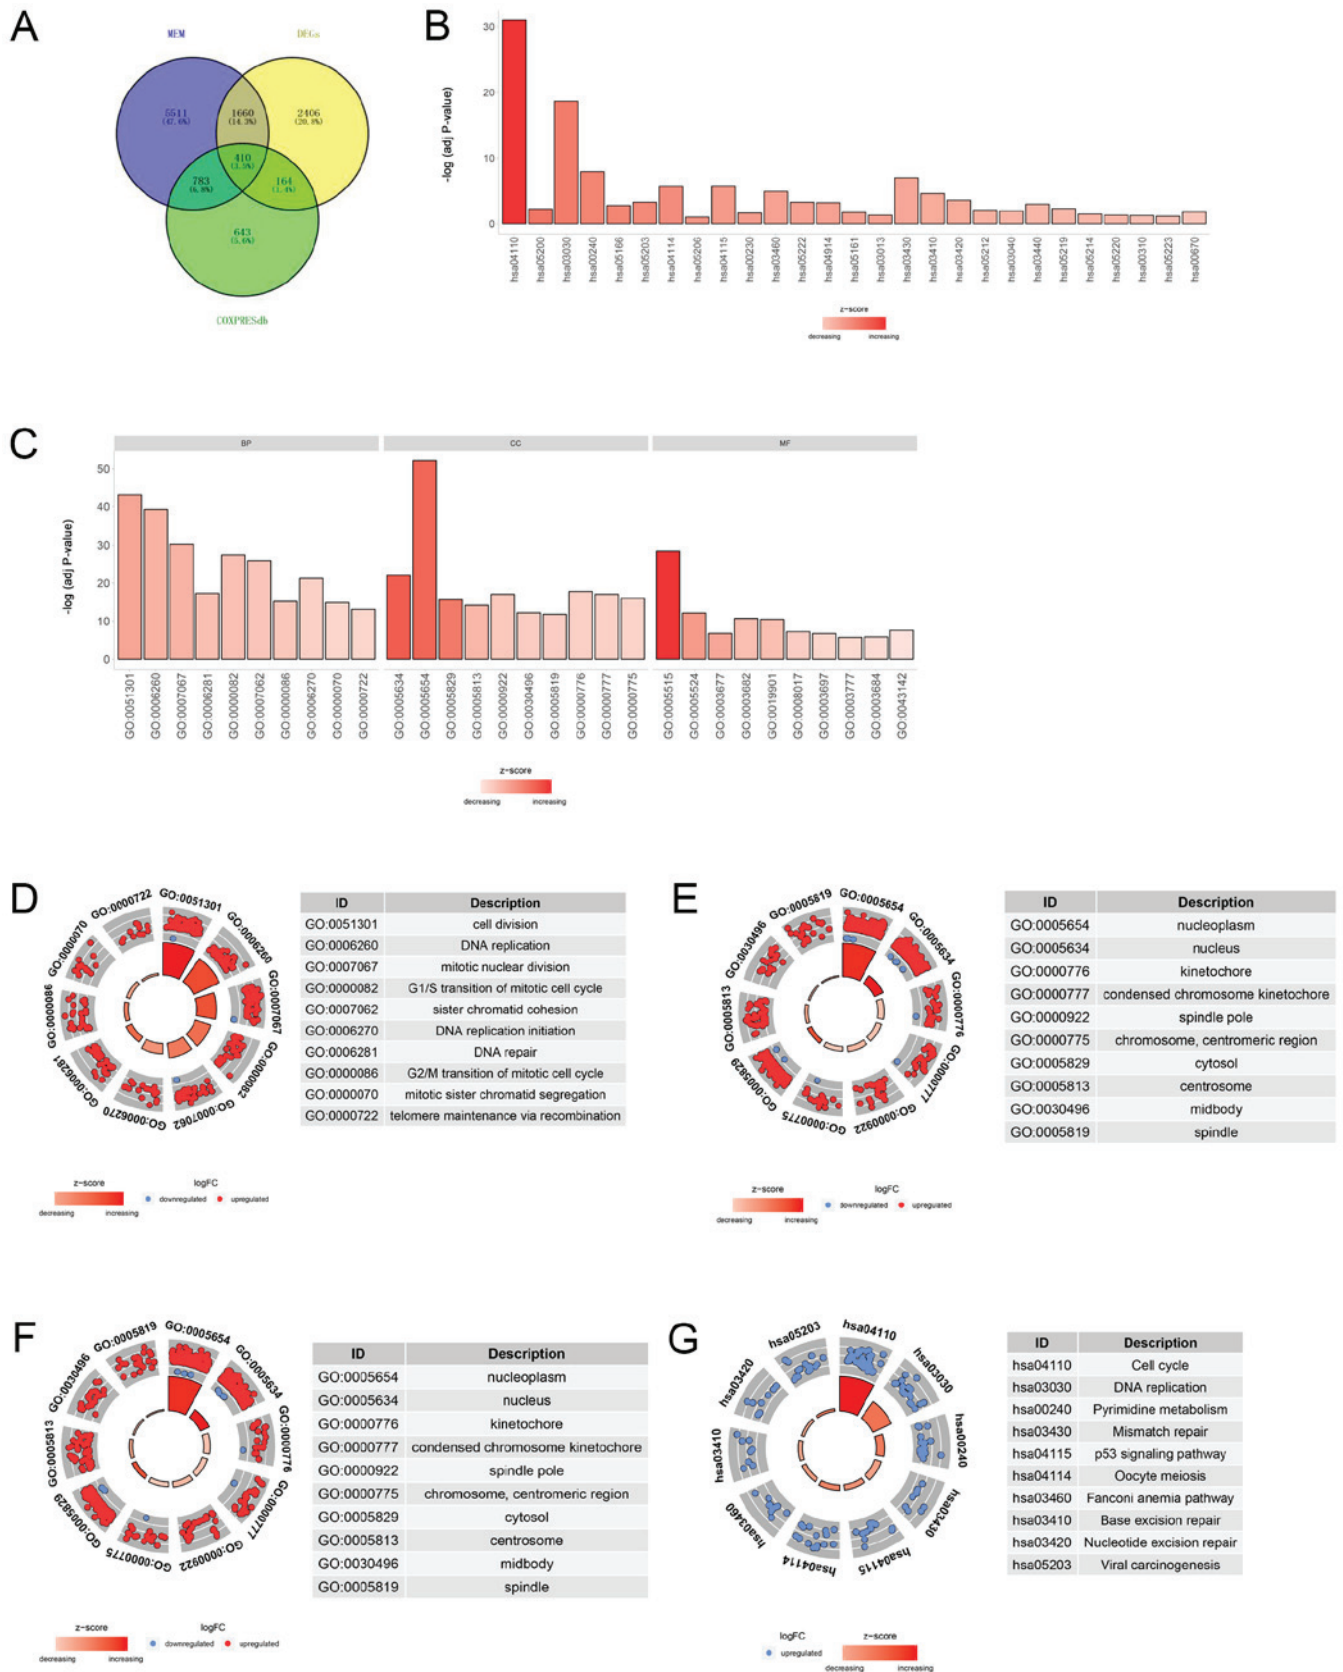 A
MEM
DEGs
5511
(47.6%)
1660
(14.3%)
2406
(20.8%)
410
(3.5%)
783
(6.8%)
164
(1.4%)
643
(5.6%)
COXPRESdb
B
-log (adj P-value)
30
20
10
0
hsa04110
hsa05200
hsa03030
hsa00240
hsa05166
hsa05203
hsa04114
hsa05206
hsa04115
hsa00230
hsa03460
hsa05222
hsa04914
hsa05161
hsa03013
hsa03430
hsa03410
hsa03420
hsa05212
hsa03040
hsa03440
hsa05219
hsa05214
hsa05220
hsa00310
hsa05223
hsa00670
z-score
decreasing increasing
C
BP CC MF
-log (adj P-value)
50
40
30
20
10
0
GO:0051301
GO:0006260
GO:0007067
GO:0006281
GO:0000082
GO:0007062
GO:0000086
GO:0006270
GO:0000070
GO:0000722
GO:0005634
GO:0005654
GO:0005829
GO:0005813
GO:0000922
GO:0030496
GO:0005819
GO:0000776
GO:0000777
GO:0000775
GO:0005515
GO:0005524
GO:0003677
GO:0003682
GO:0019901
GO:0008017
GO:0003697
GO:0003777
GO:0003684
GO:0043142
z-score
decreasing increasing
D
GO:0051301
GO:0006260
GO:0007067
GO:0000082
GO:0007062
GO:0006270
GO:0006281
GO:0000086
GO:0000070
GO:0000722
ID Description
GO:0051301 cell division
GO:0006260 DNA replication
GO:0007067 mitotic nuclear division
GO:0000082 G1/S transition of mitotic cell cycle
GO:0007062 sister chromatid cohesion
GO:0006270 DNA replication initiation
GO:0006281 DNA repair
GO:0000086 G2/M transition of mitotic cell cycle
GO:0000070 mitotic sister chromatid segregation
GO:0000722 telomere maintenance via recombination
z-score logFC
decreasing increasing downregulated upregulated
E
GO:0005654
GO:0005634
GO:0000776
GO:0000777
GO:0000922
GO:0000775
GO:0005829
GO:0005813
GO:0030496
GO:0005819
ID Description
GO:0005654 nucleoplasm
GO:0005634 nucleus
GO:0000776 kinetochore
GO:0000777 condensed chromosome kinetochore
GO:0000922 spindle pole
GO:0000775 chromosome, centromeric region
GO:0005829 cytosol
GO:0005813 centrosome
GO:0030496 midbody
GO:0005819 spindle
z-score logFC
decreasing increasing downregulated upregulated
F
GO:0005654
GO:0005634
GO:0000776
GO:0000777
GO:0000922
GO:0000775
GO:0005829
GO:0005813
GO:0030496
GO:0005819
ID Description
GO:0005654 nucleoplasm
GO:0005634 nucleus
GO:0000776 kinetochore
GO:0000777 condensed chromosome kinetochore
GO:0000922 spindle pole
GO:0000775 chromosome, centromeric region
GO:0005829 cytosol
GO:0005813 centrosome
GO:0030496 midbody
GO:0005819 spindle
z-score logFC
decreasing increasing downregulated upregulated
G
hsa04110
hsa03030
hsa00240
hsa03430
hsa04115
hsa04114
hsa03460
hsa03410
hsa03420
hsa05203
ID Description
hsa04110 Cell cycle
hsa03030 DNA replication
hsa00240 Pyrimidine metabolism
hsa03430 Mismatch repair
hsa04115 p53 signaling pathway
hsa04114 Oocyte meiosis
hsa03460 Fanconi anemia pathway
hsa03410 Base excision repair
hsa03420 Nucleotide excision repair
hsa05203 Viral carcinogenesis
logFC z-score
upregulated decreasing increasing